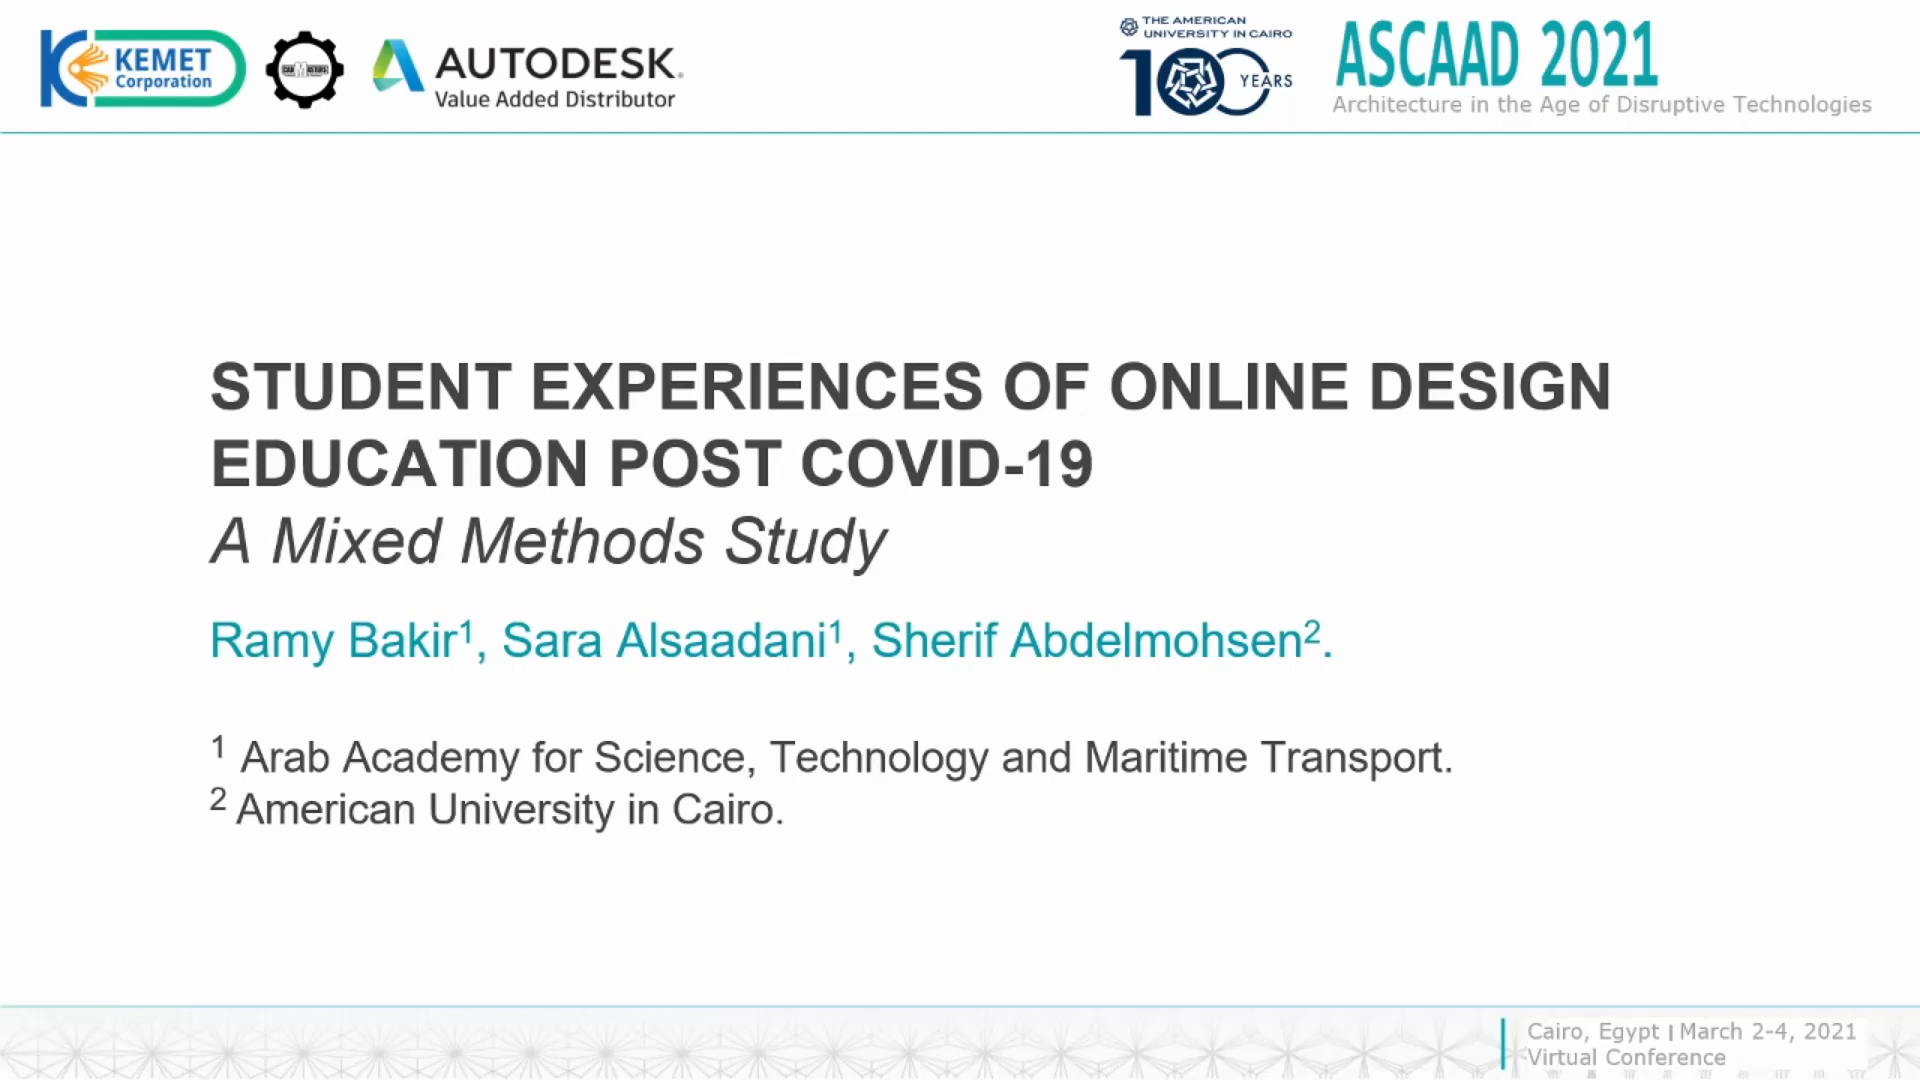 KEMET
Corporation
AUTODESK.
Value Added Distributor
THE AMERICAN
UNIVERSITY IN CAIRO
100 YEARS
ASCAAD 2021
Architecture in the Age of Disruptive Technologies
STUDENT EXPERIENCES OF ONLINE DESIGN
EDUCATION POST COVID-19
A Mixed Methods Study
Ramy Bakir¹, Sara Alsaadani¹, Sherif Abdelmohsen².
¹ Arab Academy for Science, Technology and Maritime Transport.
² American University in Cairo.
Cairo, Egypt | March 2-4, 2021
Virtual Conference